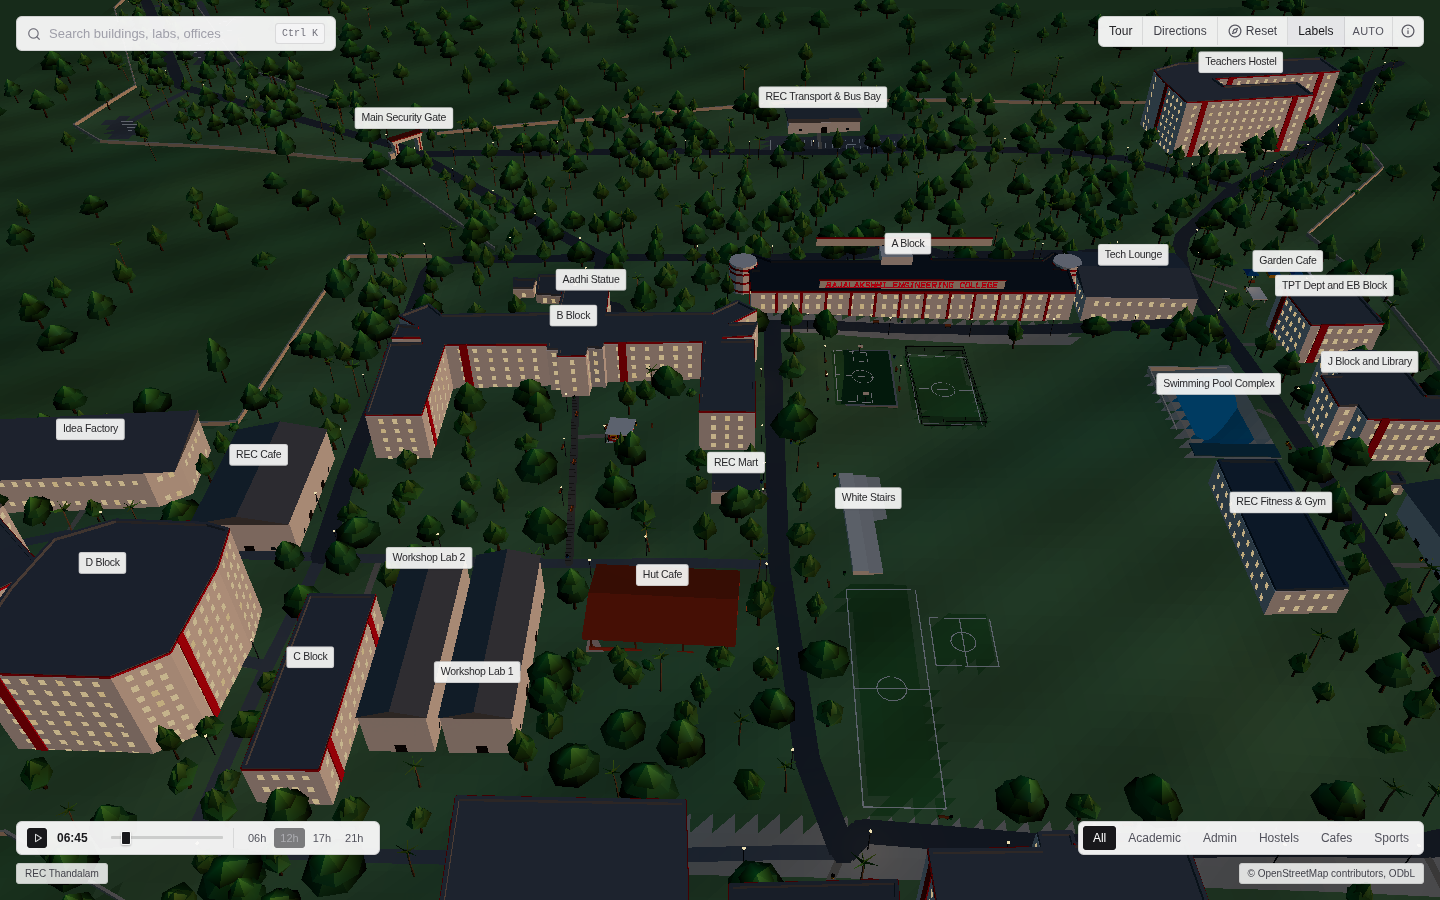 Search buildings, labs, offices
Ctrl K
Tour
Directions
Reset
Labels
AUTO
Teachers Hostel
REC Transport & Bus Bay
Main Security Gate
A Block
Tech Lounge
Garden Cafe
Aadhi Statue
TPT Dept and EB Block
RAJALAKSHMI ENGINEERING COLLEGE
B Block
J Block and Library
Swimming Pool Complex
Idea Factory
REC Cafe
REC Mart
White Stairs
REC Fitness & Gym
D Block
Workshop Lab 2
Hut Cafe
C Block
Workshop Lab 1
06:45
06h
12h
17h
21h
All
Academic
Admin
Hostels
Cafes
Sports
REC Thandalam
© OpenStreetMap contributors, ODbL